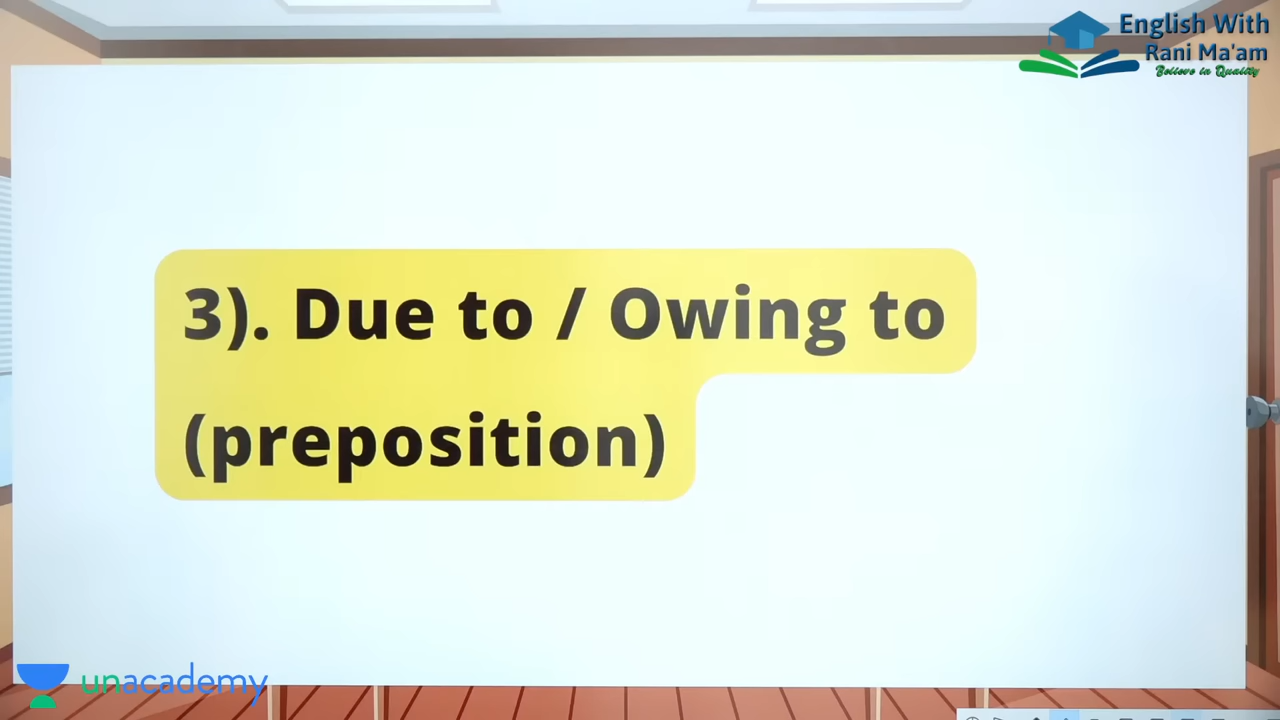 English With
Rani Ma'am
Believe in Quality
3). Due to / Owing to
(preposition)
unacademy